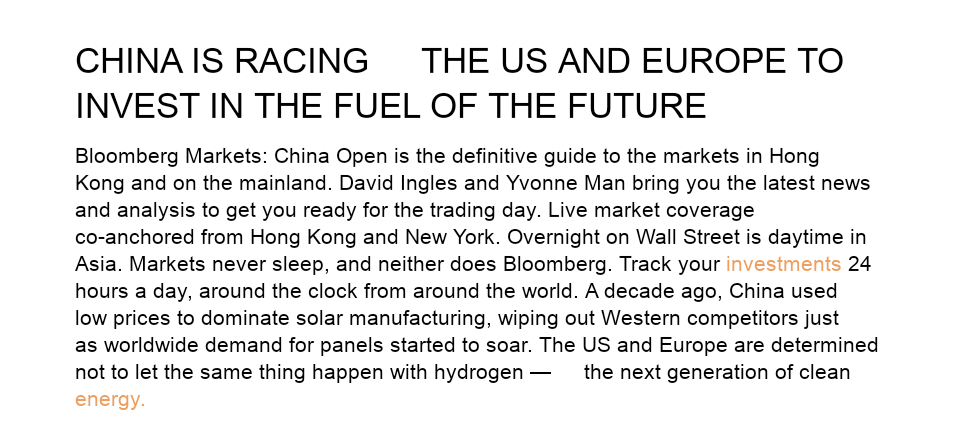 CHINA IS RACING THE US AND EUROPE TO
INVEST IN THE FUEL OF THE FUTURE
Bloomberg Markets: China Open is the definitive guide to the markets in Hong
Kong and on the mainland. David Ingles and Yvonne Man bring you the latest news
and analysis to get you ready for the trading day. Live market coverage
co-anchored from Hong Kong and New York. Overnight on Wall Street is daytime in
Asia. Markets never sleep, and neither does Bloomberg. Track your investments 24
hours a day, around the clock from around the world. A decade ago, China used
low prices to dominate solar manufacturing, wiping out Western competitors just
as worldwide demand for panels started to soar. The US and Europe are determined
not to let the same thing happen with hydrogen — the next generation of clean
energy.